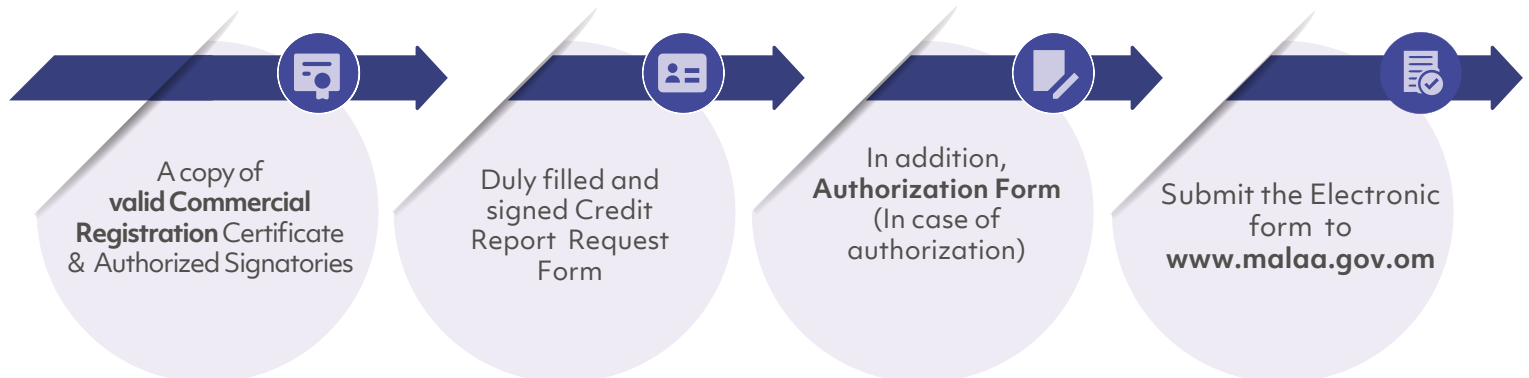 A copy of
valid Commercial
Registration Certificate
& Authorized Signatories
Duly filled and
signed Credit
Report Request
Form
In addition,
Authorization Form
(In case of
authorization)
Submit the Electronic
form to
www.malaa.gov.om